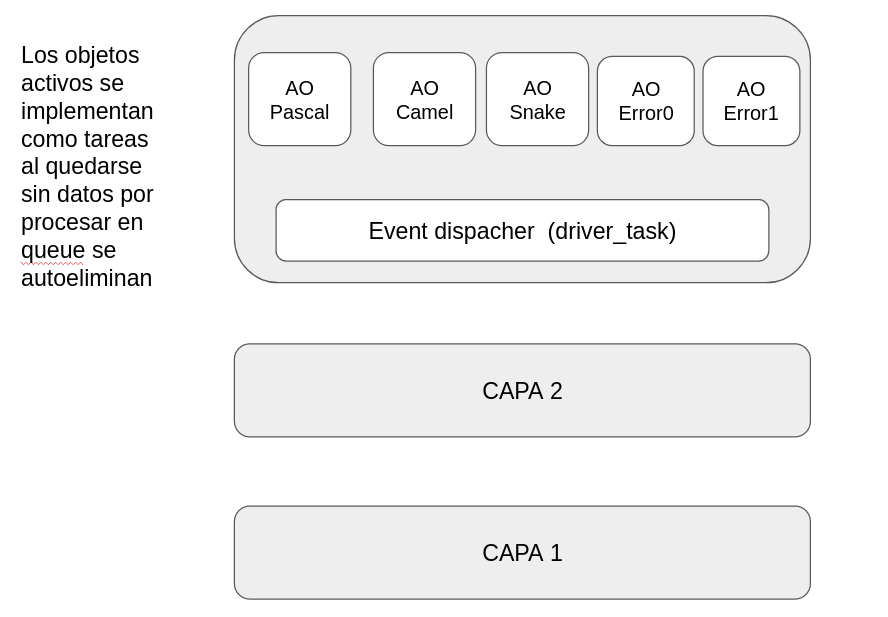 Los objetos
activos se
implementan
como tareas
al quedarse
sin datos por
procesar en
queue se
autoeliminan
AO
Pascal
AO
Camel
AO
Snake
AO
Error0
AO
Error1
Event dispacher  (driver_task)
CAPA 2
CAPA 1